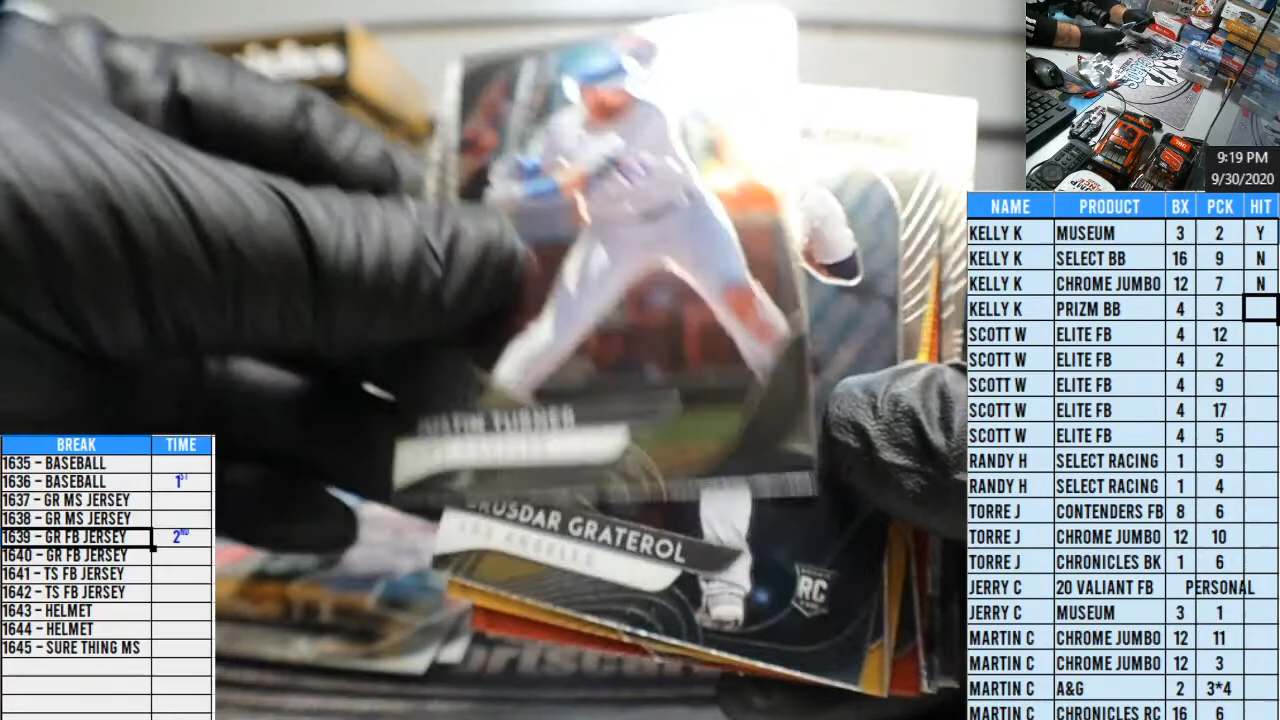 9:19 PM
9/30/2020
NAME PRODUCT BX PCK HIT
KELLY K MUSEUM 3 2 Y
KELLY K SELECT BB 16 9 N
KELLY K CHROME JUMBO 12 7 N
KELLY K PRIZM BB 4 3
SCOTT W ELITE FB 4 12
SCOTT W ELITE FB 4 2
SCOTT W ELITE FB 4 9
SCOTT W ELITE FB 4 17
SCOTT W ELITE FB 4 5
RANDY H SELECT RACING 1 9
RANDY H SELECT RACING 1 4
TORRE J CONTENDERS FB 8 6
TORRE J CHROME JUMBO 12 10
TORRE J CHRONICLES BK 1 6
JERRY C 20 VALIANT FB PERSONAL
JERRY C MUSEUM 3 1
MARTIN C CHROME JUMBO 12 11
MARTIN C CHROME JUMBO 12 3
MARTIN C A&G 2 3*4
MARTIN C CHRONICLES RC 16 6
BREAK TIME
1635 - BASEBALL
1636 - BASEBALL 1ST
1637 - GR MS JERSEY
1638 - GR MS JERSEY
1639 - GR FB JERSEY 2ND
1640 - GR FB JERSEY
1641 - TS FB JERSEY
1642 - TS FB JERSEY
1643 - HELMET
1644 - HELMET
1645 - SURE THING MS
JUSTIN TURNER
BRUSDAR GRATEROL
LOS ANGELES
RC